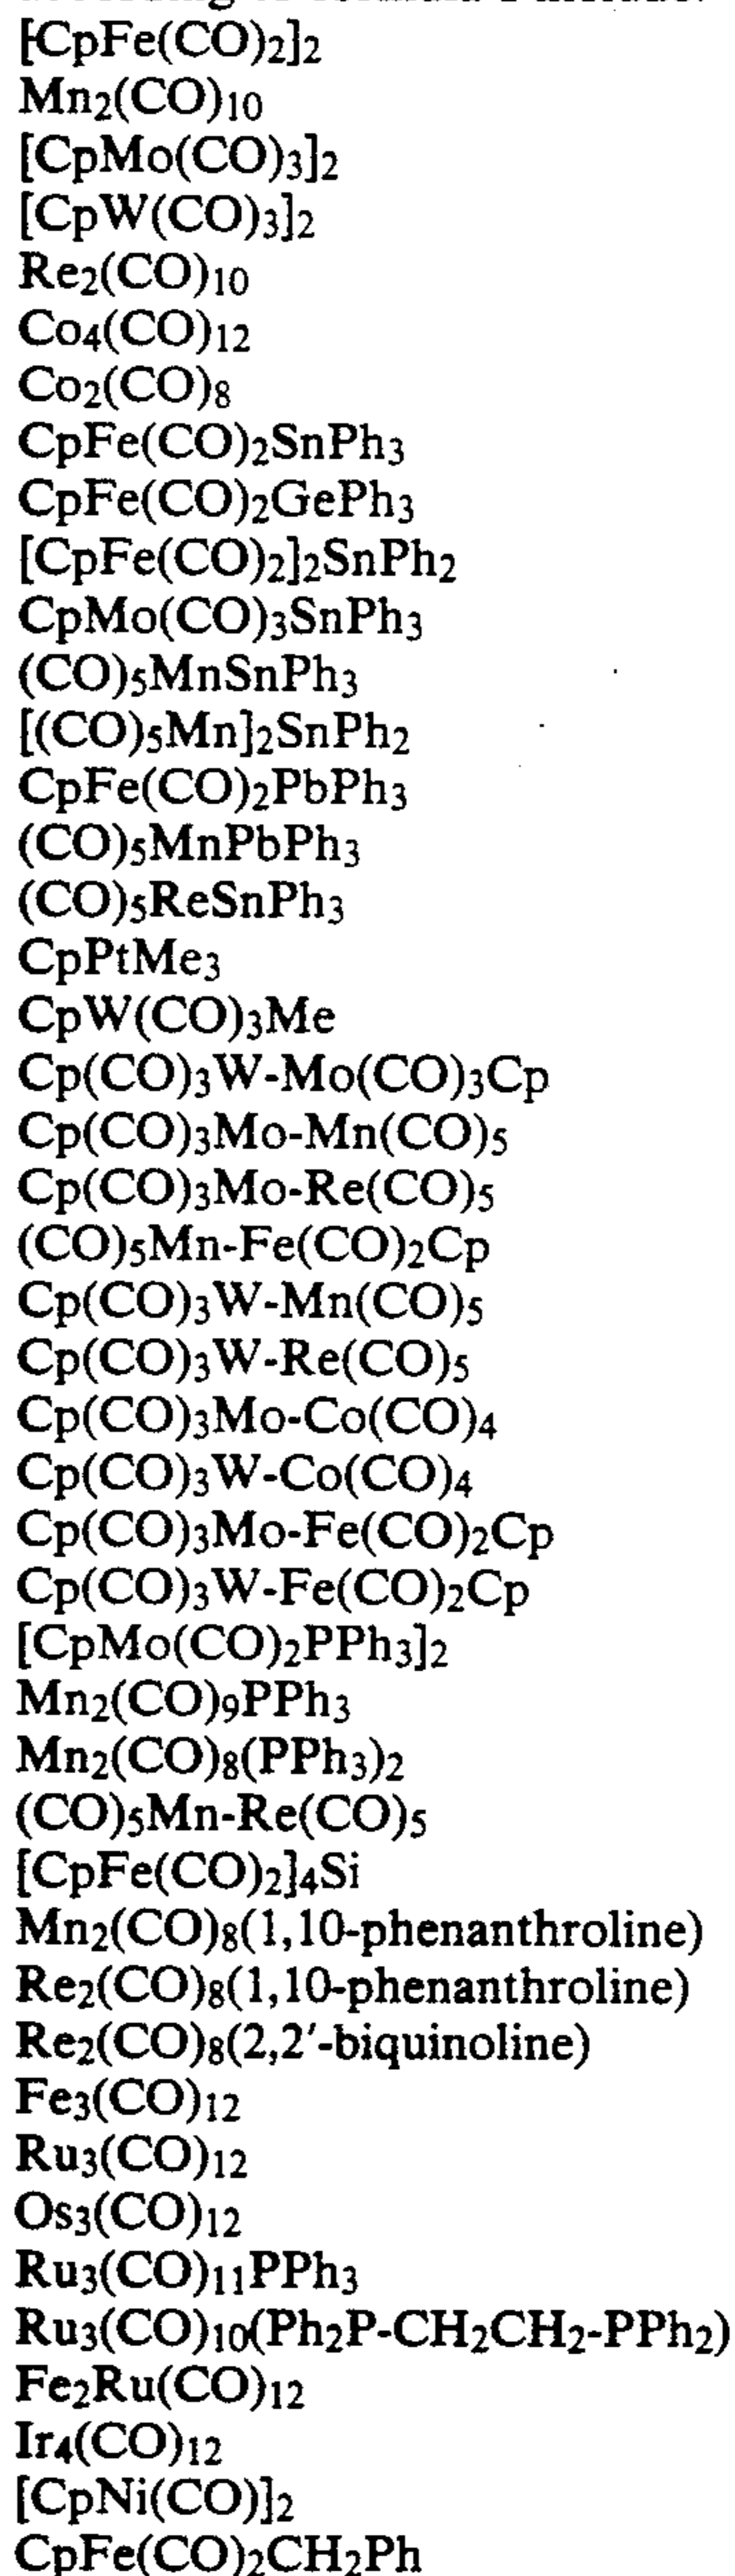 [CpFe(CO)2]2
Mn2(CO)10
[CpMo(CO)3]2
[CpW(CO)3]2
Re2(CO)10
Co4(CO)12
Co2(CO)8
CpFe(CO)2SnPh3
CpFe(CO)2GePh3
[CpFe(CO)2]2SnPh2
CpMo(CO)3SnPh3
(CO)5MnSnPh3
[(CO)5Mn]2SnPh2
CpFe(CO)2PbPh3
(CO)5MnPbPh3
(CO)5ReSnPh3
CpPtMe3
CpW(CO)3Me
Cp(CO)3W-Mo(CO)3Cp
Cp(CO)3Mo-Mn(CO)5
Cp(CO)3Mo-Re(CO)5
(CO)5Mn-Fe(CO)2Cp
Cp(CO)3W-Mn(CO)5
Cp(CO)3W-Re(CO)5
Cp(CO)3Mo-Co(CO)4
Cp(CO)3W-Co(CO)4
Cp(CO)3Mo-Fe(CO)2Cp
Cp(CO)3W-Fe(CO)2Cp
[CpMo(CO)2PPh3]2
Mn2(CO)9PPh3
Mn2(CO)8(PPh3)2
(CO)5Mn-Re(CO)5
[CpFe(CO)2]4Si
Mn2(CO)8(1,10-phenanthroline)
Re2(CO)8(1,10-phenanthroline)
Re2(CO)8(2,2'-biquinoline)
Fe3(CO)12
Ru3(CO)12
Os3(CO)12
Ru3(CO)11PPh3
Ru3(CO)10(Ph2P-CH2CH2-PPh2)
Fe2Ru(CO)12
Ir4(CO)12
[CpNi(CO)]2
CpFe(CO)2CH2Ph